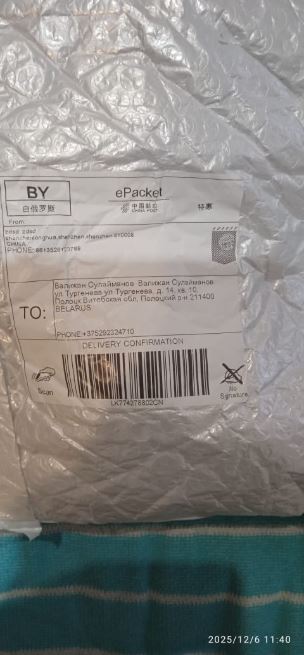 BY
白俄罗斯
ePacket
中国邮政
CHINA POST
特惠
From:
CHINA
TO:
Валижан Сулайманов Валижан Сулайманов
ул Тургенева ул Тургенева, д. 14, кв. 10,
Полоцк Витобская обл, Полоцкий р-н 211400
BELARUS
PHONE:+375292324710
DELIVERY CONFIRMATION
Scan
No
Signature
LK774276802CN
2025/12/6 11:40